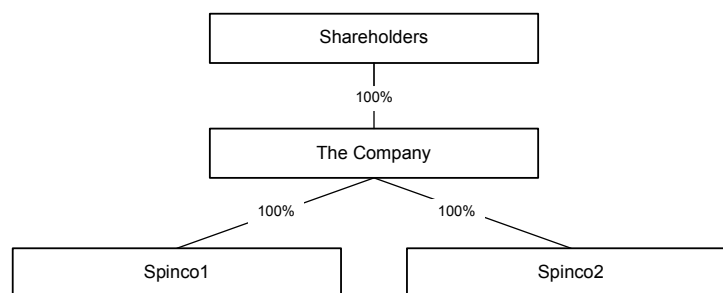 Shareholders
100%
The Company
100%
100%
Spinco1
Spinco2